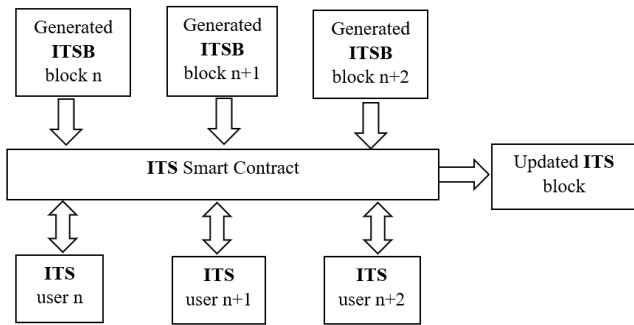 Generated
ITSB
block n
Generated
ITSB
block n+1
Generated
ITSB
block n+2
ITS Smart Contract
Updated ITS
block
ITS
user n
ITS
user n+1
ITS
user n+2